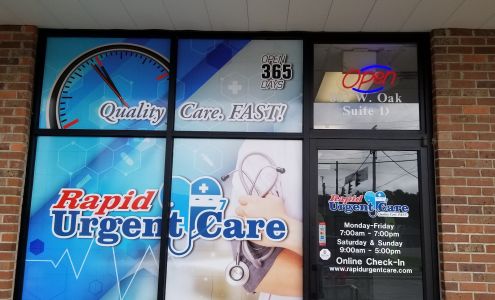 Quality Care. FAST!
OPEN
365
DAYS
Open
W. Oak
Suite D
Rapid
Urgent Care
Rapid
Urgent Care
Monday-Friday
7:00am - 7:00pm
Saturday & Sunday
9:00am - 5:00pm
Online Check-In
www.rapidurgentcare.com